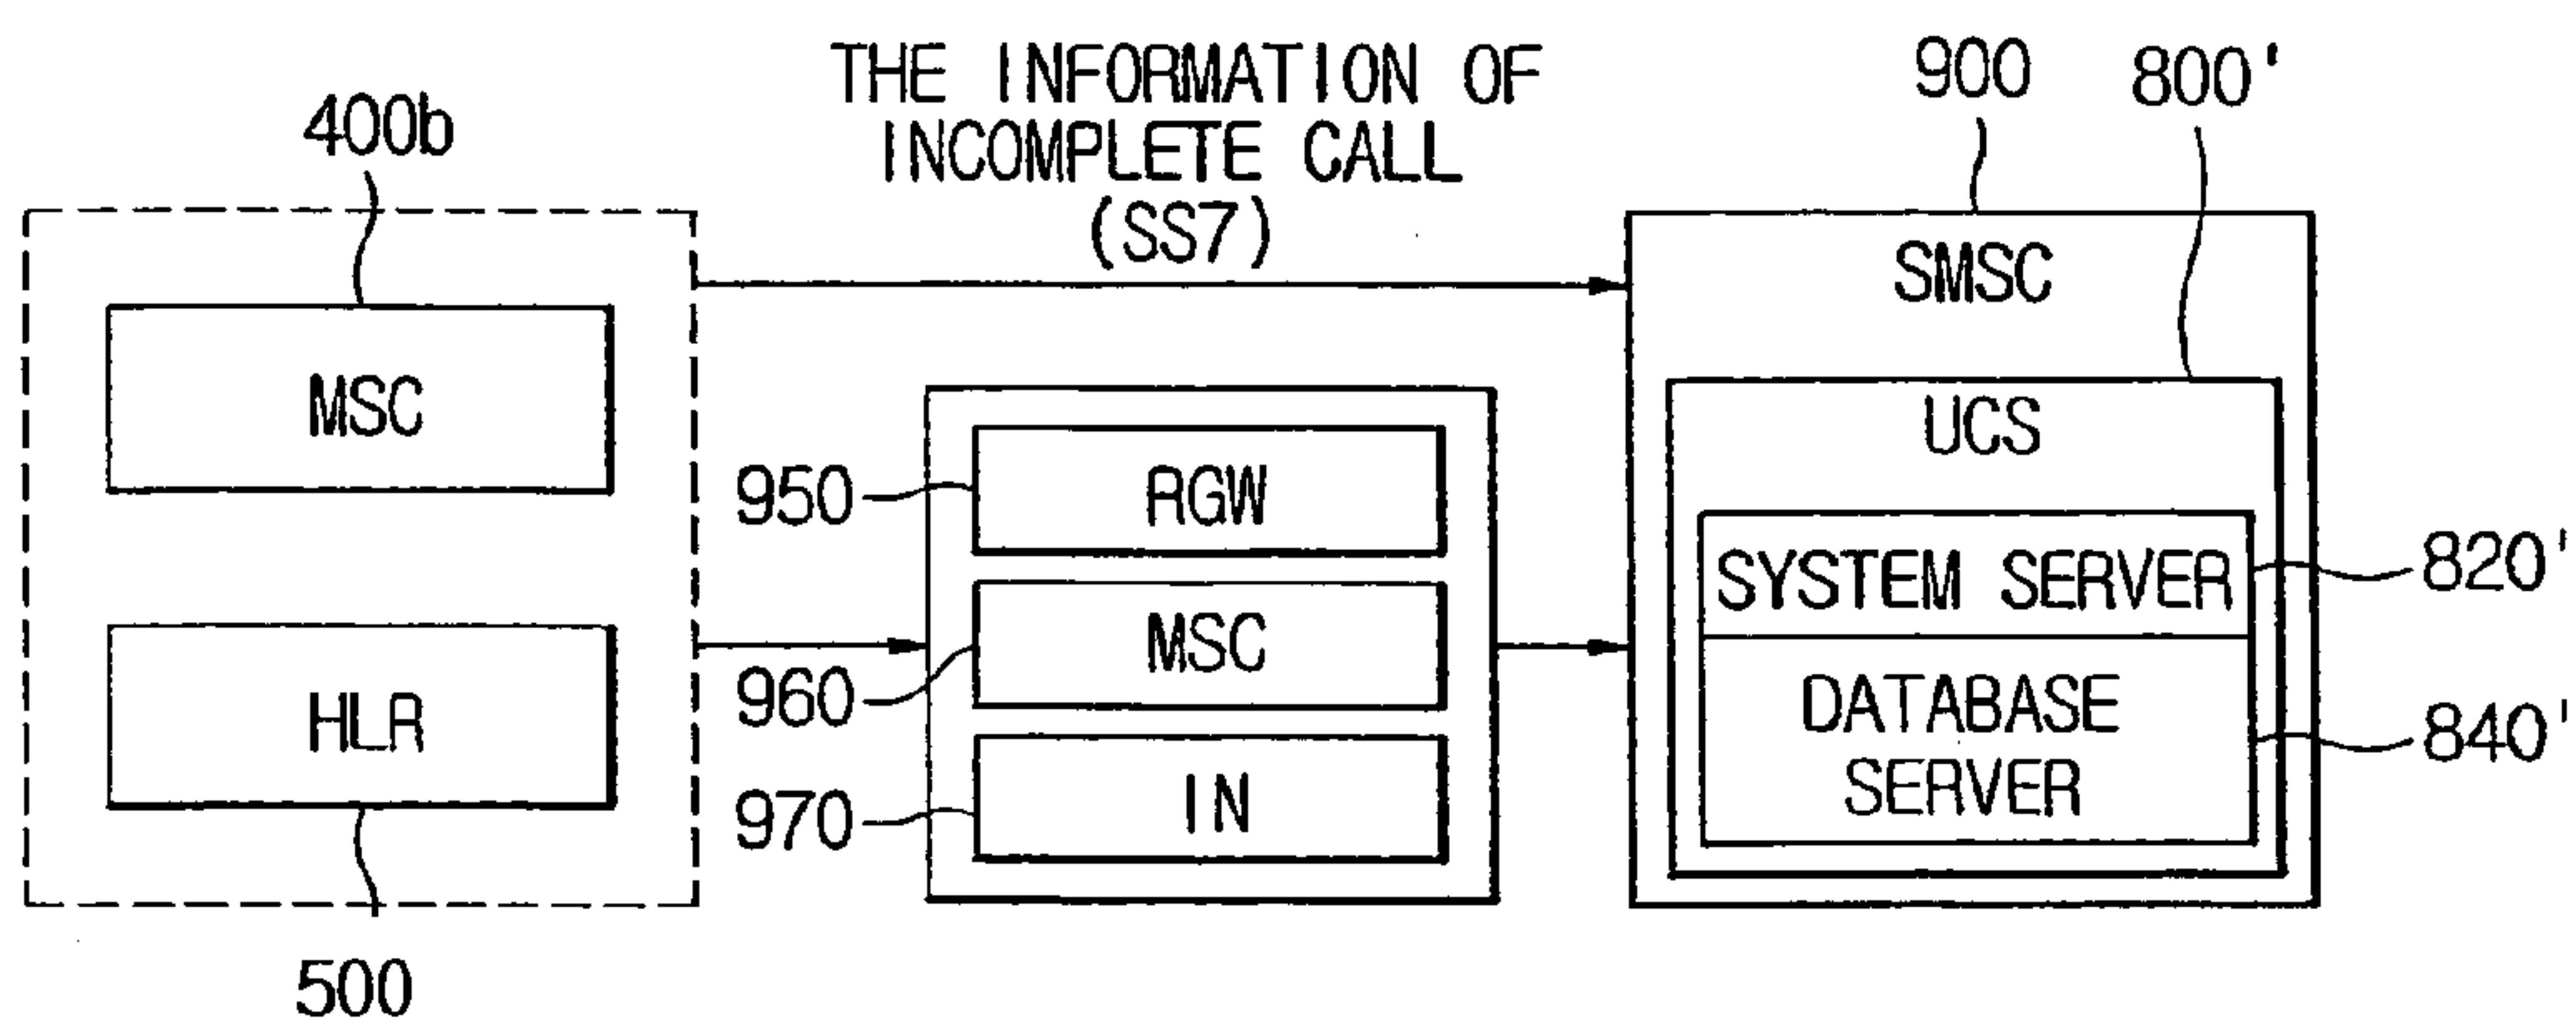 THE INFORMATION OF
INCOMPLETE CALL
(SS7)
400b
900
800'
MSC
HLR
500
950
RGW
960
MSC
970
IN
SMSC
UCS
SYSTEM SERVER
820'
DATABASE
SERVER
840'